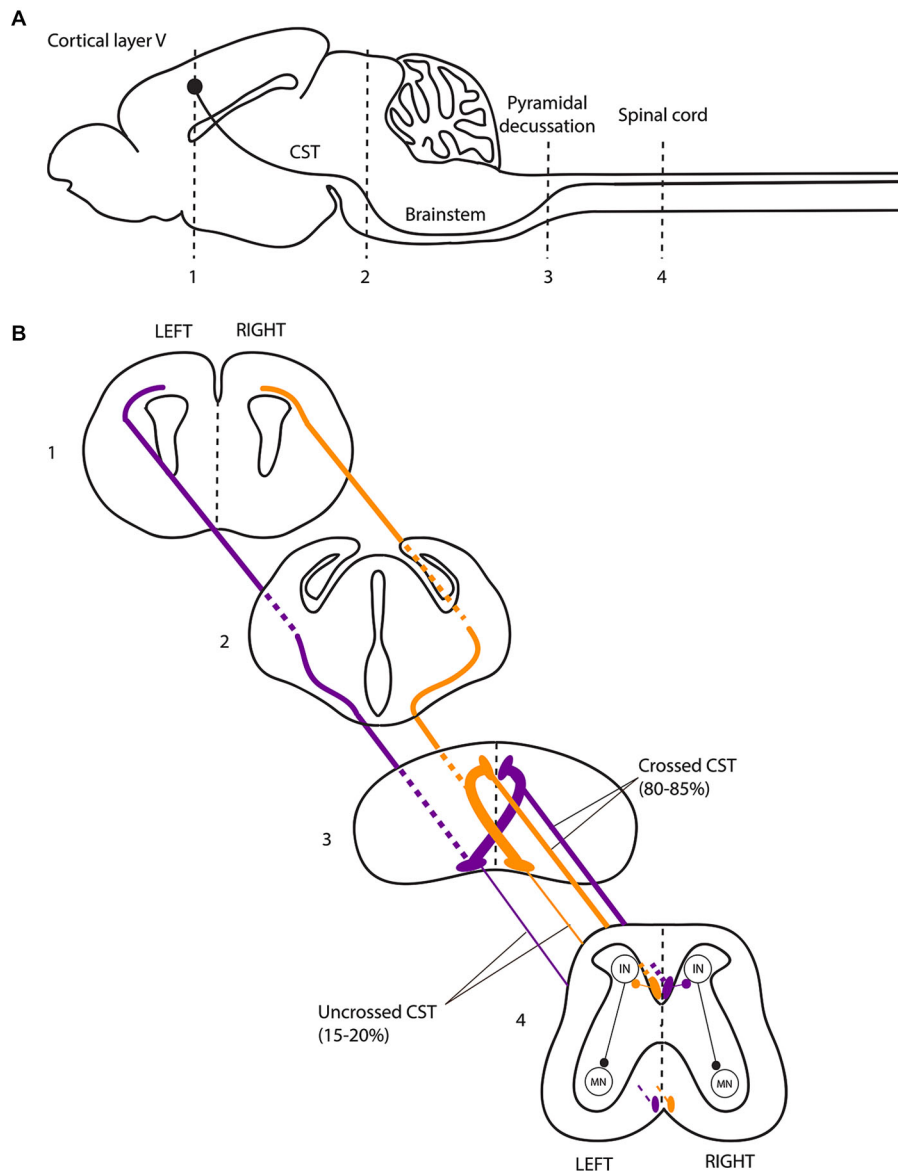 A
Cortical layer V
Pyramidal
decussation
Spinal cord
CST
Brainstem
1
2
3
4
B
LEFT
RIGHT
1
2
Crossed CST
(80-85%)
3
IN
IN
Uncrossed CST
(15-20%)
4
MN
MN
LEFT
RIGHT